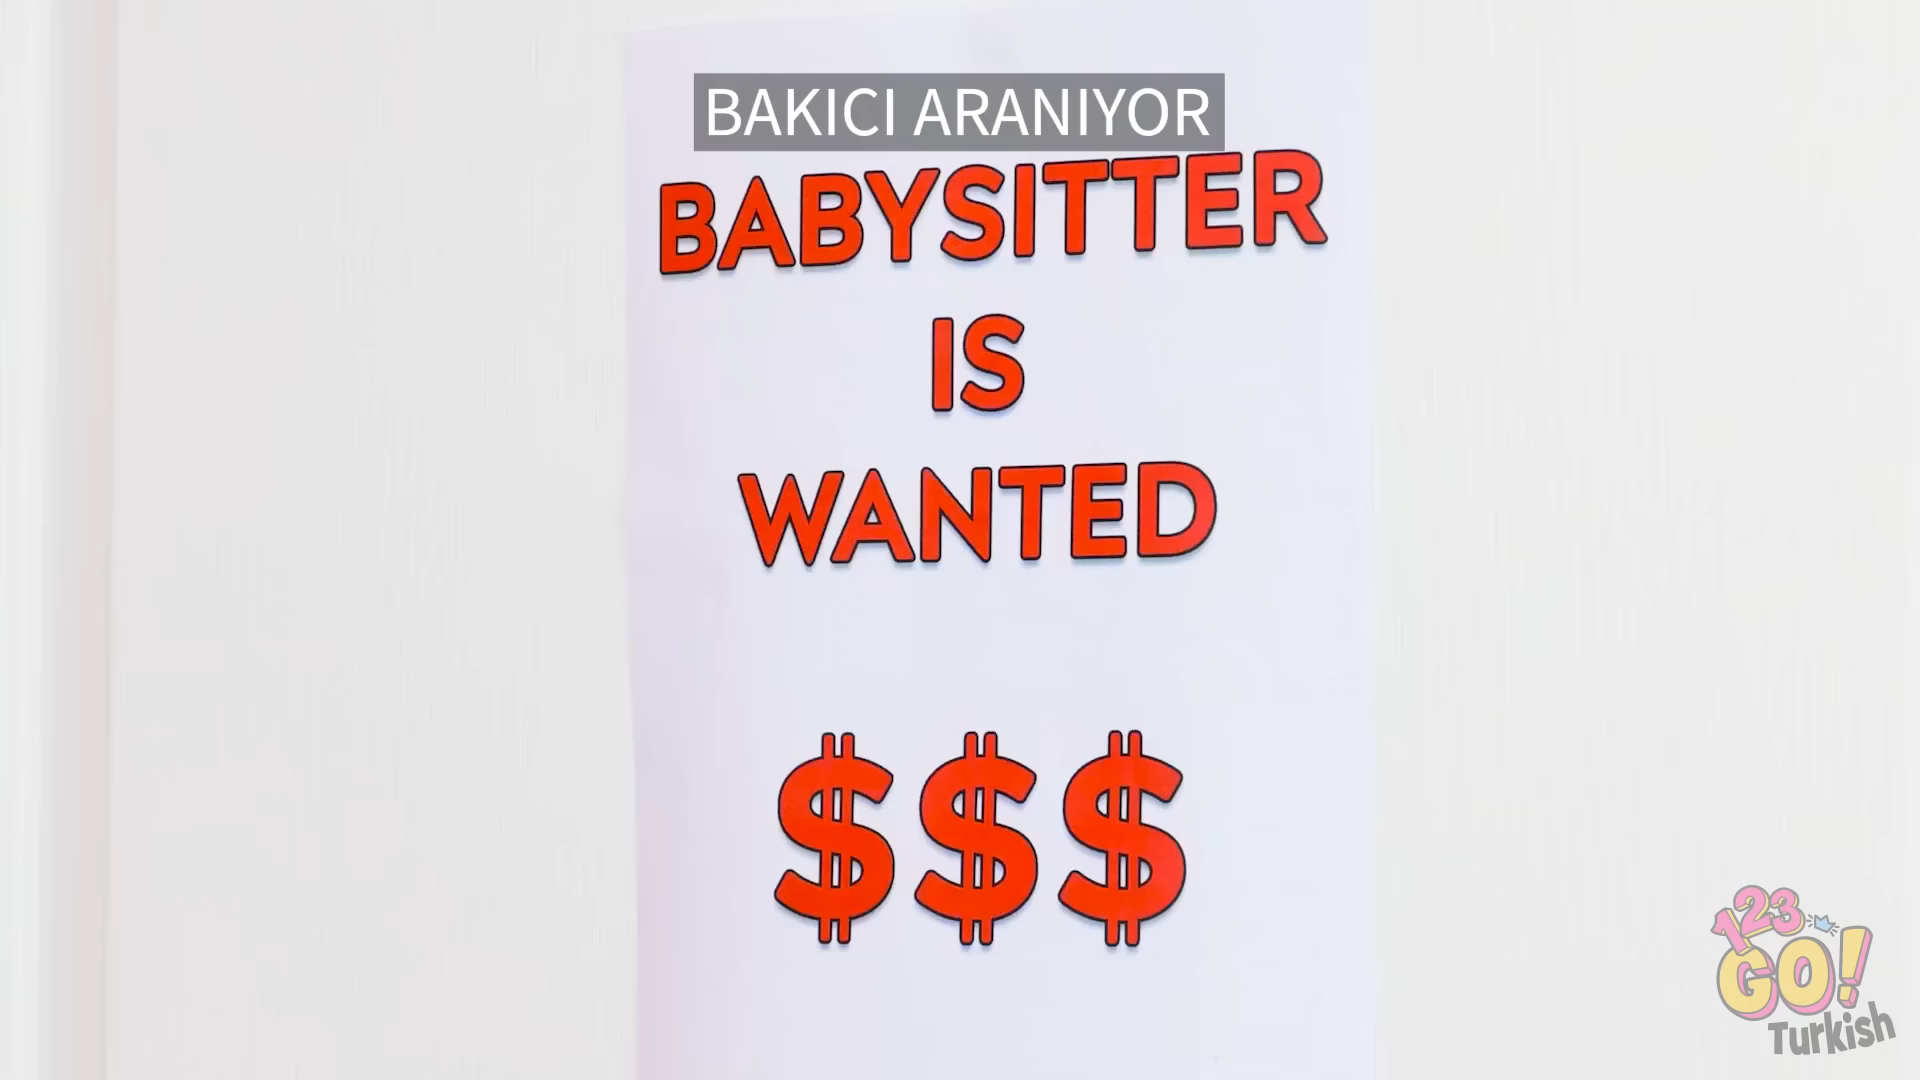 BAKICI ARANIYOR
BABYSITTER
IS
WANTED
$$$
123
GO!
Turkish